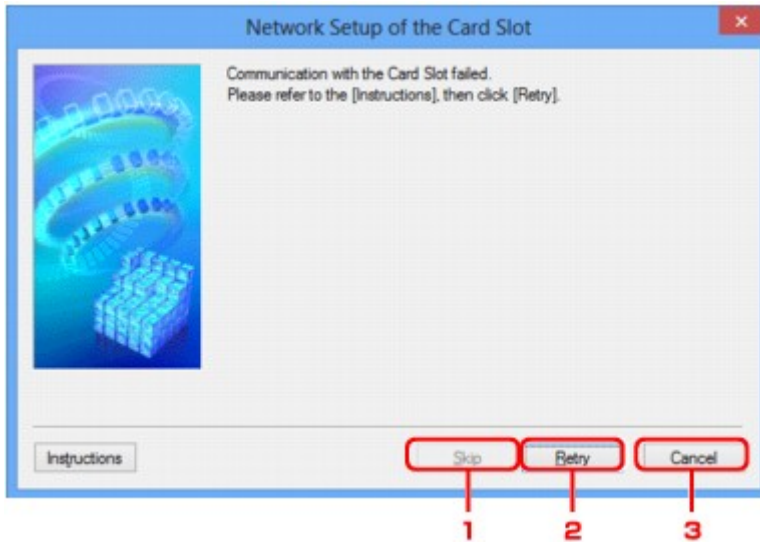 Network Setup of the Card Slot
Communication with the Card Slot failed.
Please refer to the [Instructions], then click [Retry].
Instructions
Skip
Retry
Cancel
1
2
3